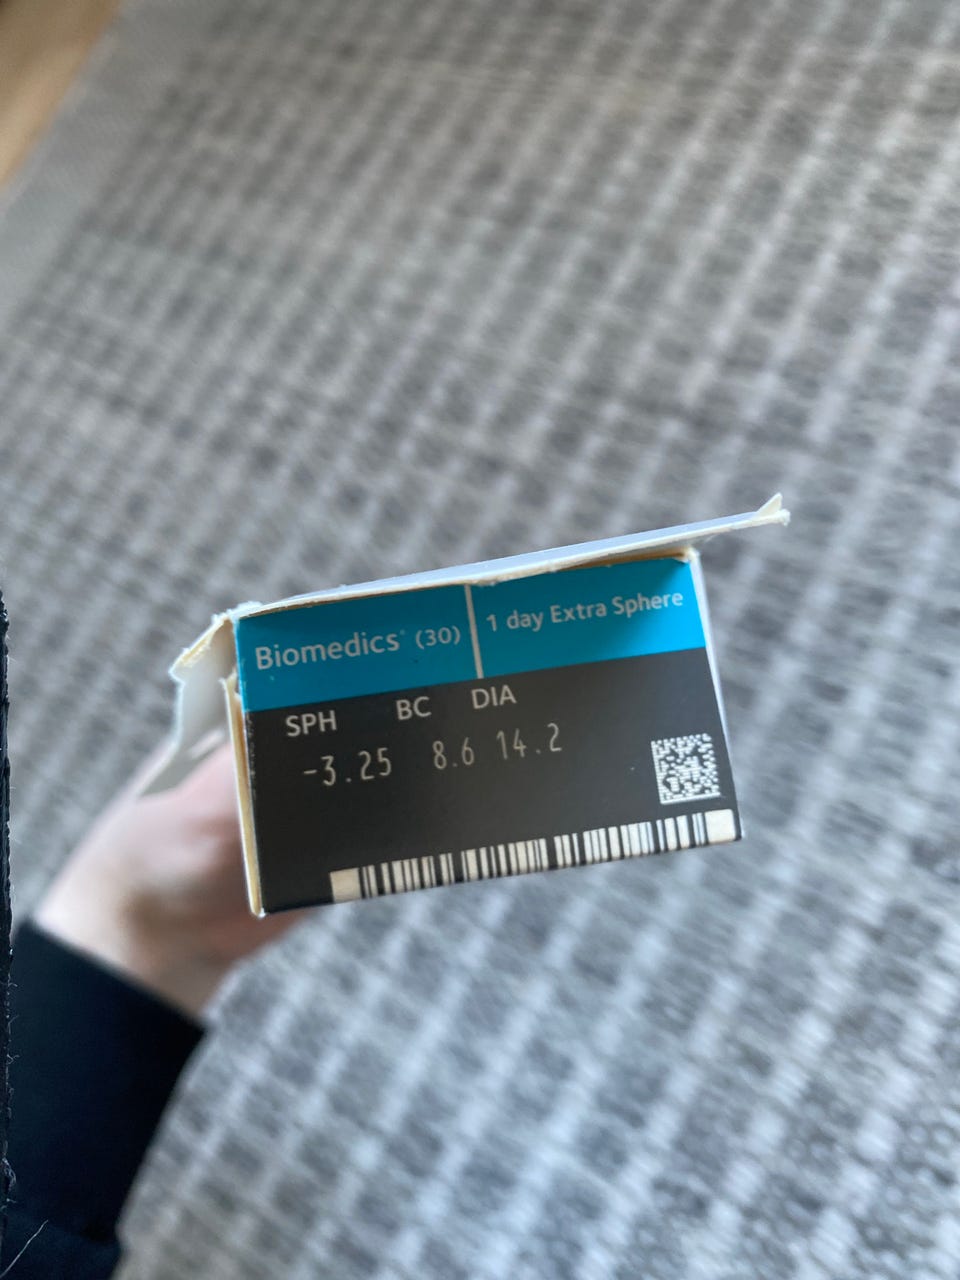 Biomedics® (30) 1 day Extra Sphere
SPH BC DIA
-3.25 8.6 14.2